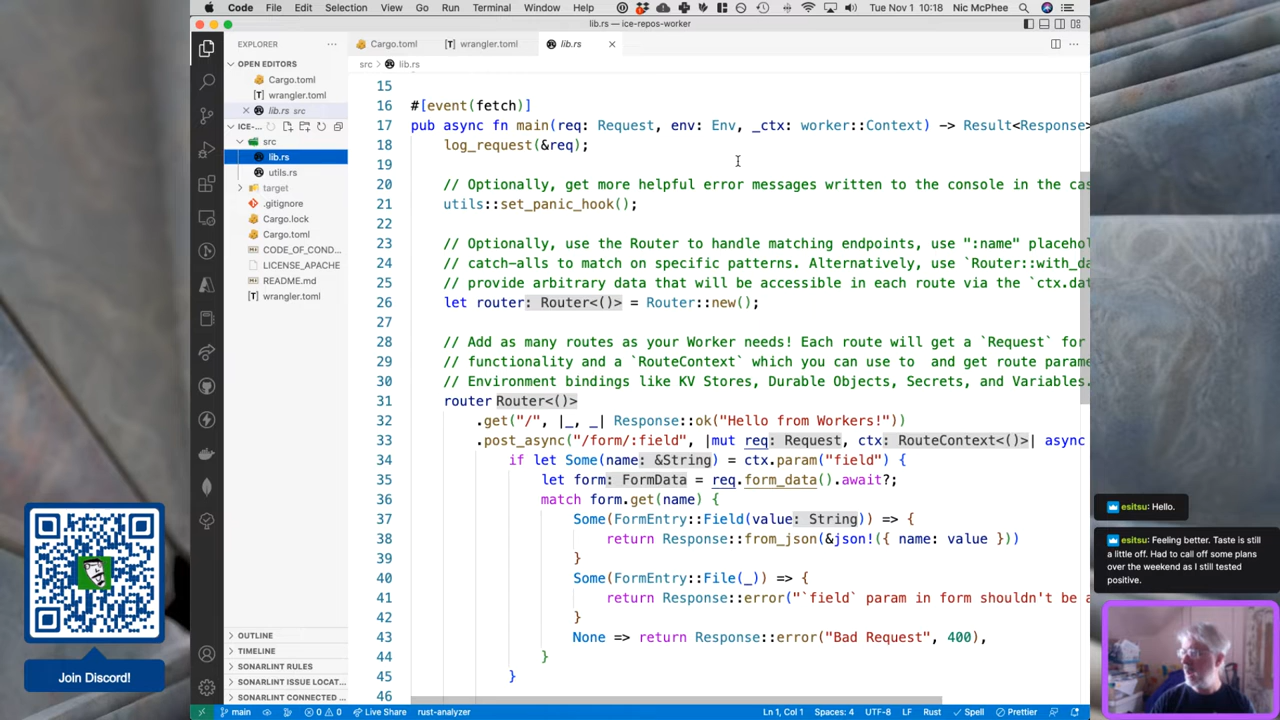 Code File Edit Selection View Go Run Terminal Window Help Tue Nov 1 10:18 Nic McPhee
lib.rs — ice-repos-worker
EXPLORER
Cargo.toml
wrangler.toml
lib.rs
OPEN EDITORS
src > lib.rs
Cargo.toml
wrangler.toml
lib.rs src
ICE-...
src
lib.rs
utils.rs
target
.gitignore
Cargo.lock
Cargo.toml
CODE_OF_COND...
LICENSE_APACHE
README.md
wrangler.toml
OUTLINE
TIMELINE
SONARLINT RULES
SONARLINT ISSUE LOCAT...
SONARLINT CONNECTED
15
16 #[event(fetch)]
17 pub async fn main(req: Request, env: Env, _ctx: worker::Context) -> Result<Response>
18 log_request(&req);
19
20 // Optionally, get more helpful error messages written to the console in the cas
21 utils::set_panic_hook();
22
23 // Optionally, use the Router to handle matching endpoints, use ":name" placehol
24 // catch-alls to match on specific patterns. Alternatively, use `Router::with_da
25 // provide arbitrary data that will be accessible in each route via the `ctx.dat
26 let router: Router<()> = Router::new();
27
28 // Add as many routes as your Worker needs! Each route will get a `Request` for
29 // functionality and a `RouteContext` which you can use to and get route parame
30 // Environment bindings like KV Stores, Durable Objects, Secrets, and Variables.
31 router Router<()>
32 .get("/", |_, _| Response::ok("Hello from Workers!"))
33 .post_async("/form/:field", |mut req: Request, ctx: RouteContext<()>| async
34 if let Some(name: &String) = ctx.param("field") {
35 let form: FormData = req.form_data().await?;
36 match form.get(name) {
37 Some(FormEntry::Field(value: String)) => {
38 return Response::from_json(&json!({ name: value }))
39 }
40 Some(FormEntry::File(_)) => {
41 return Response::error("`field` param in form shouldn't be a
42 }
43 None => return Response::error("Bad Request", 400),
44 }
45 }
46
main 0 0 Live Share rust-analyzer Ln 1, Col 1 Spaces: 4 UTF-8 LF Rust Spell Prettier
Join Discord!
esitsu: Hello.
esitsu: Feeling better. Taste is still
a little off. Had to call off some plans
over the weekend as I still tested
positive.